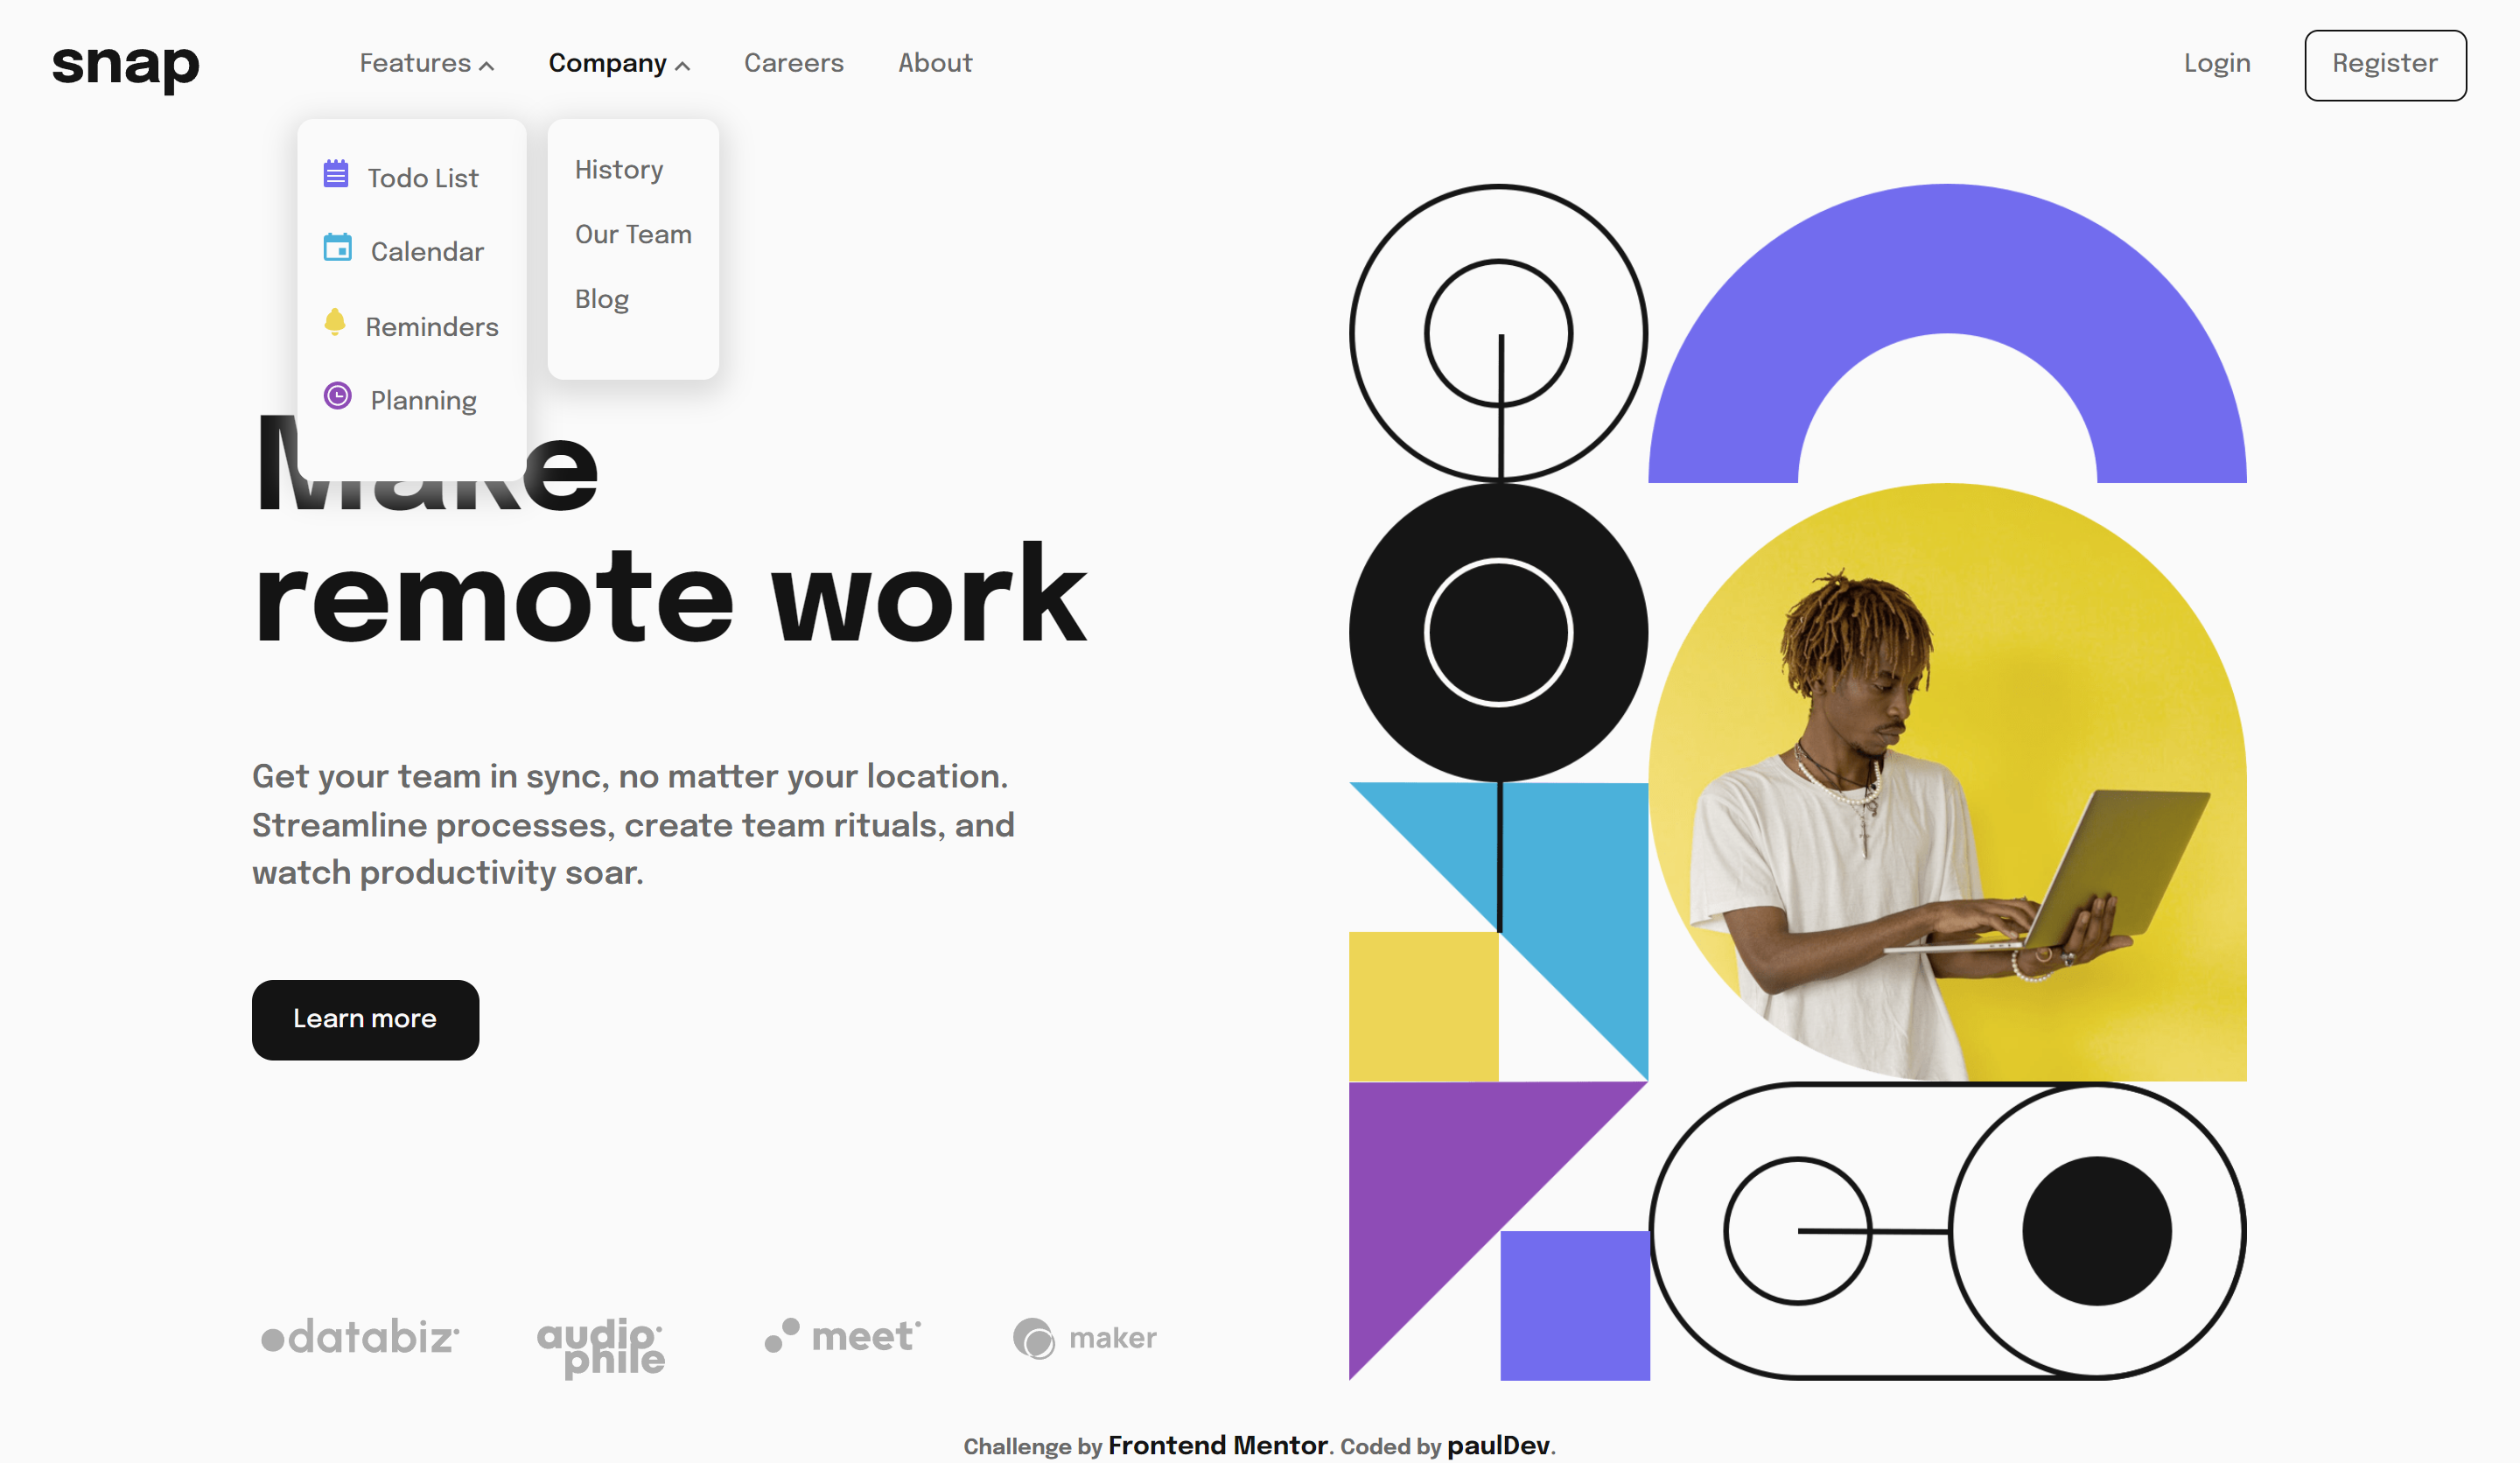 snap
Features Company Careers About Login Register
Todo List
Calendar
Reminders
Planning
History
Our Team
Blog
Make
remote work
Get your team in sync, no matter your location.
Streamline processes, create team rituals, and
watch productivity soar.
Learn more
databiz audiophile meet maker
Challenge by Frontend Mentor. Coded by paulDev.